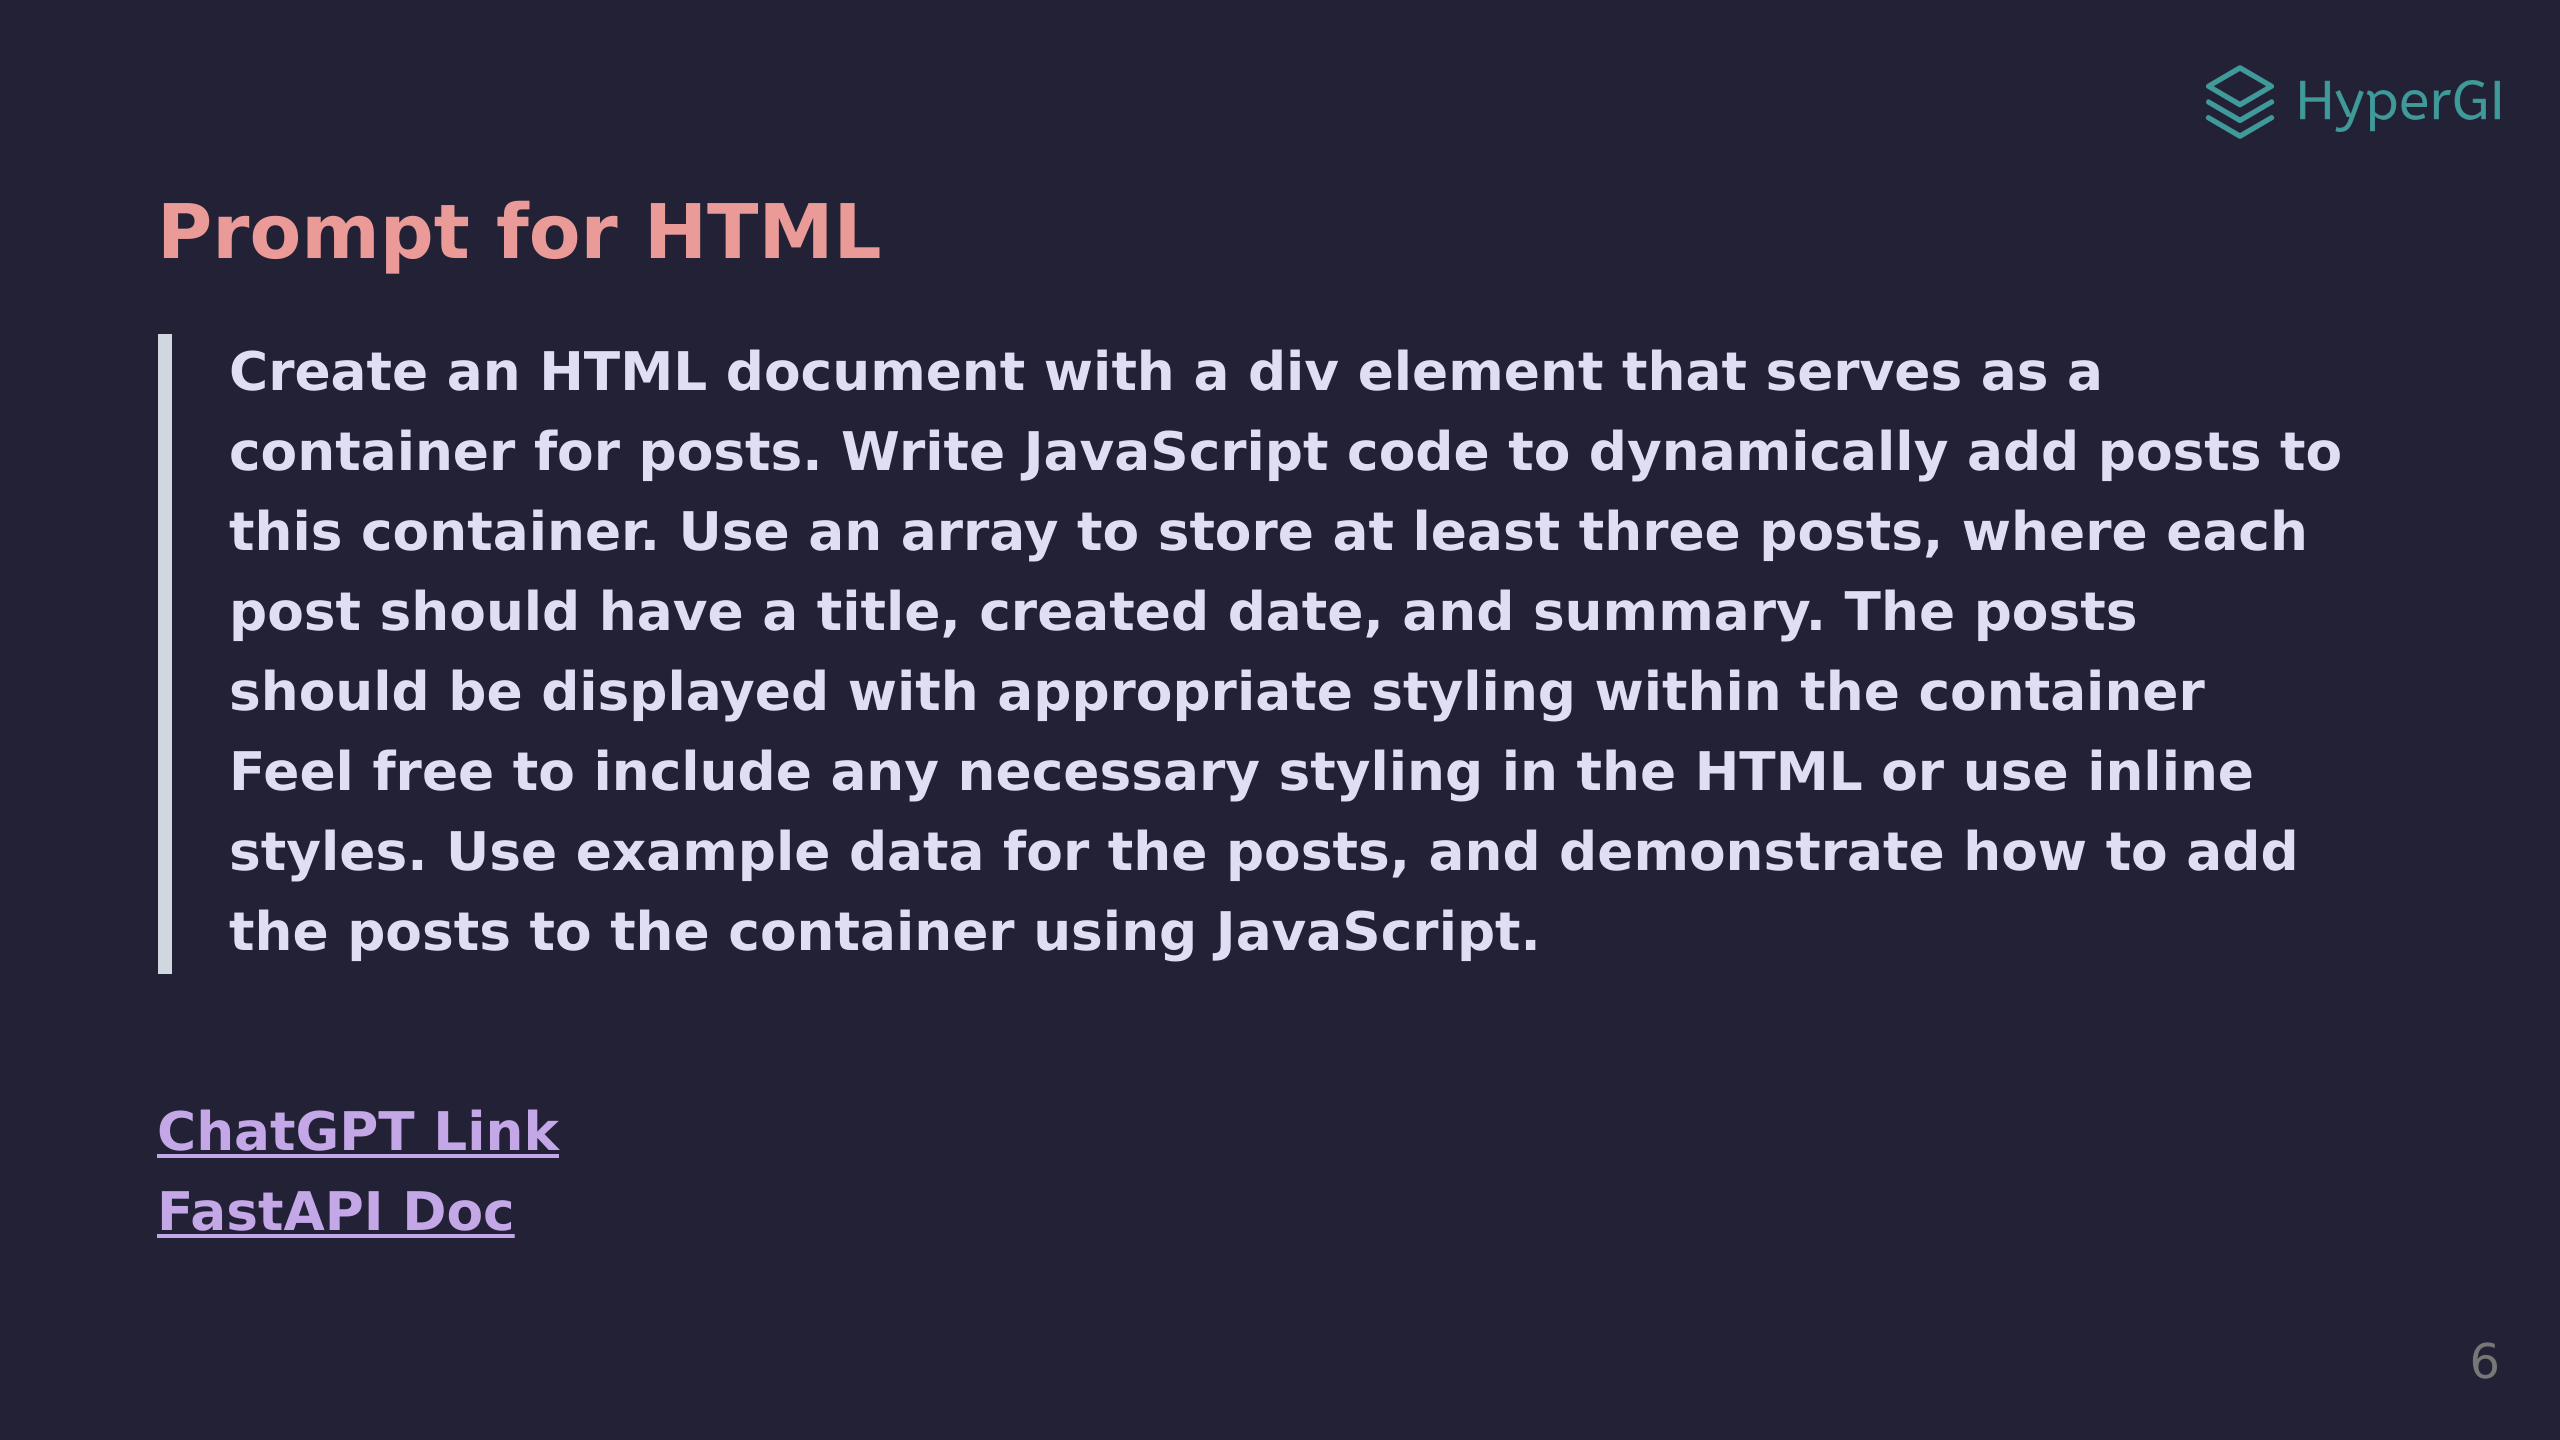 HyperGI
Prompt for HTML
Create an HTML document with a div element that serves as a
container for posts. Write JavaScript code to dynamically add posts to
this container. Use an array to store at least three posts, where each
post should have a title, created date, and summary. The posts
should be displayed with appropriate styling within the container
Feel free to include any necessary styling in the HTML or use inline
styles. Use example data for the posts, and demonstrate how to add
the posts to the container using JavaScript.
ChatGPT Link
FastAPI Doc
6